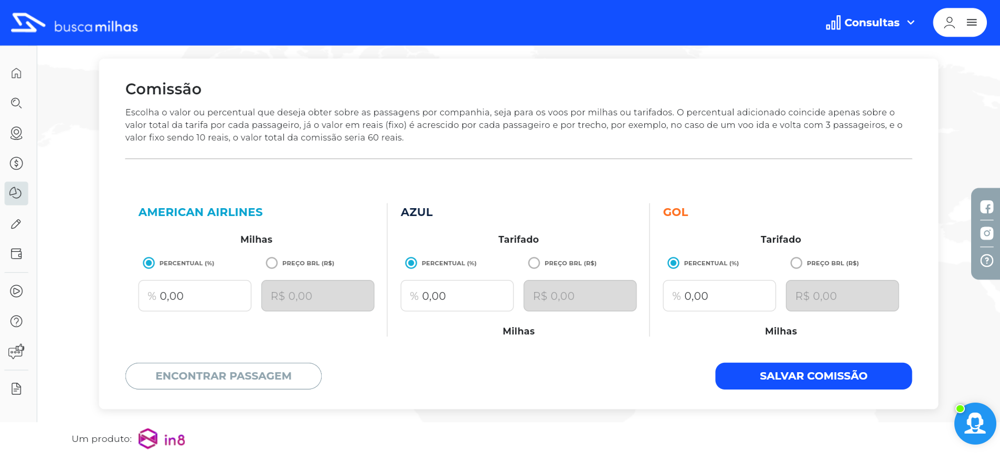 buscamilhas
Consultas
Comissão
Escolha o valor ou percentual que deseja obter sobre as passagens por companhia, seja para os voos por milhas ou tarifados. O percentual adicionado coincide apenas sobre o
valor total da tarifa por cada passageiro, já o valor em reais (fixo) é acrescido por cada passageiro e por trecho, por exemplo, no caso de um voo ida e volta com 3 passageiros, e o
valor fixo sendo 10 reais, o valor total da comissão seria 60 reais.
AMERICAN AIRLINES
Milhas
PERCENTUAL (%) PREÇO BRL (R$)
% 0,00 R$ 0,00
AZUL
Tarifado
PERCENTUAL (%) PREÇO BRL (R$)
% 0,00 R$ 0,00
Milhas
GOL
Tarifado
PERCENTUAL (%) PREÇO BRL (R$)
% 0,00 R$ 0,00
Milhas
ENCONTRAR PASSAGEM
SALVAR COMISSÃO
Um produto: in8